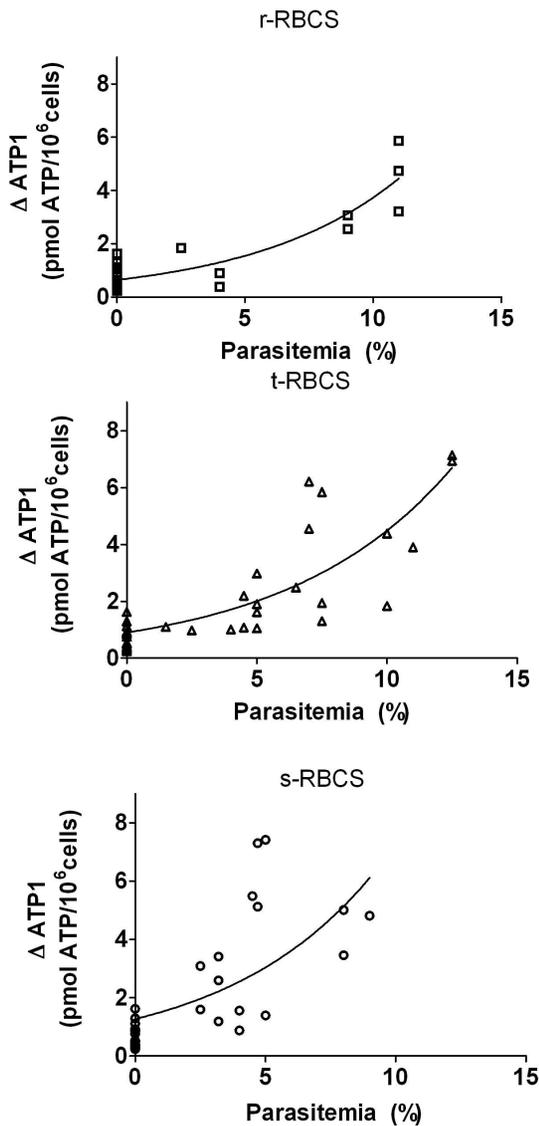 r-RBCS
8
6
4
2
0
Δ ATP1
(pmol ATP/10⁶cells)
0 5 10 15
Parasitemia (%)
t-RBCS
8
6
4
2
0
Δ ATP1
(pmol ATP/10⁶cells)
0 5 10 15
Parasitemia (%)
s-RBCS
8
6
4
2
0
Δ ATP1
(pmol ATP/10⁶cells)
0 5 10 15
Parasitemia (%)